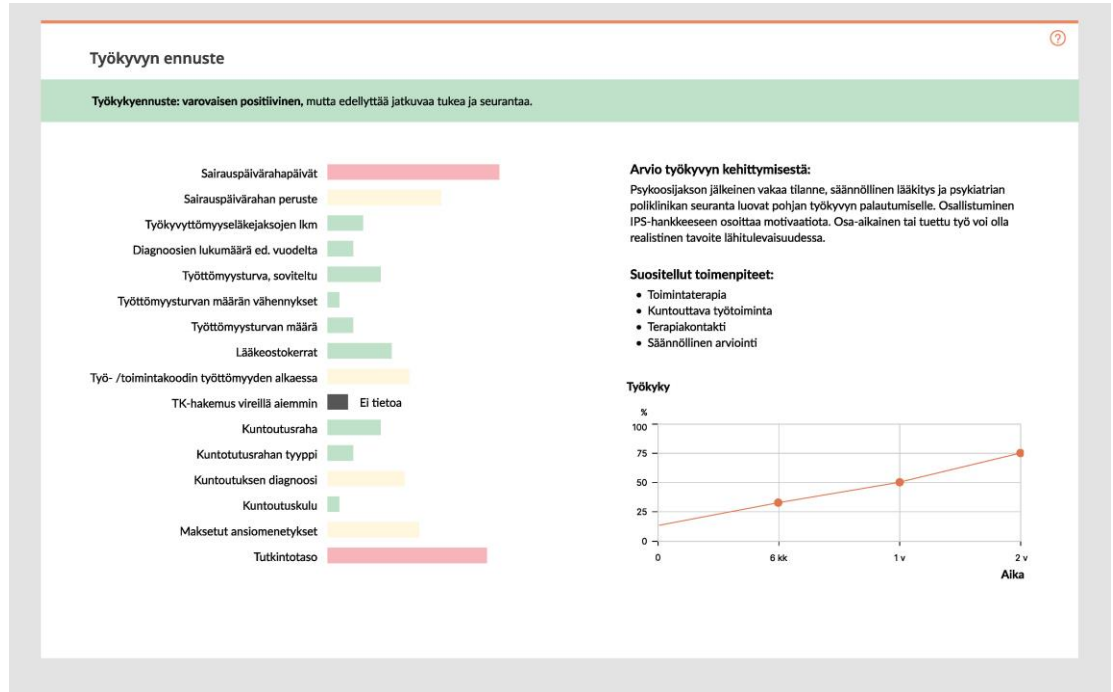 Työkyvyn ennuste
?
Työkykyennuste: varovaisen positiivinen, mutta edellyttää jatkuvaa tukea ja seurantaa.
Sairauspäivärahapäivät
Sairauspäivärahan peruste
Työkyvyttömyyseläkejaksojen lkm
Diagnoosien lukumäärä ed. vuodelta
Työttömyysturva, soviteltu
Työttömyysturvan määrän vähennykset
Työttömyysturvan määrä
Lääkeostokerrat
Työ- /toimintakoodin työttömyyden alkaessa
TK-hakemus vireillä aiemmin
Ei tietoa
Kuntoutusraha
Kuntotutusrahan tyyppi
Kuntoutuksen diagnoosi
Kuntoutuskulu
Maksetut ansiomenetykset
Tutkintotaso
Arvio työkyvyn kehittymisestä:
Psykoosijakson jälkeinen vakaa tilanne, säännöllinen lääkitys ja psykiatrian
poliklinikan seuranta luovat pohjan työkyvyn palautumiselle. Osallistuminen
IPS-hankkeeseen osoittaa motivaatiota. Osa-aikainen tai tuettu työ voi olla
realistinen tavoite lähitulevaisuudessa.
Suositellut toimenpiteet:
• Toimintaterapia
• Kuntouttava työtoiminta
• Terapiakontakti
• Säännöllinen arviointi
Työkyky
%
100
75
50
25
0
0 6 kk 1 v 2 v
Aika